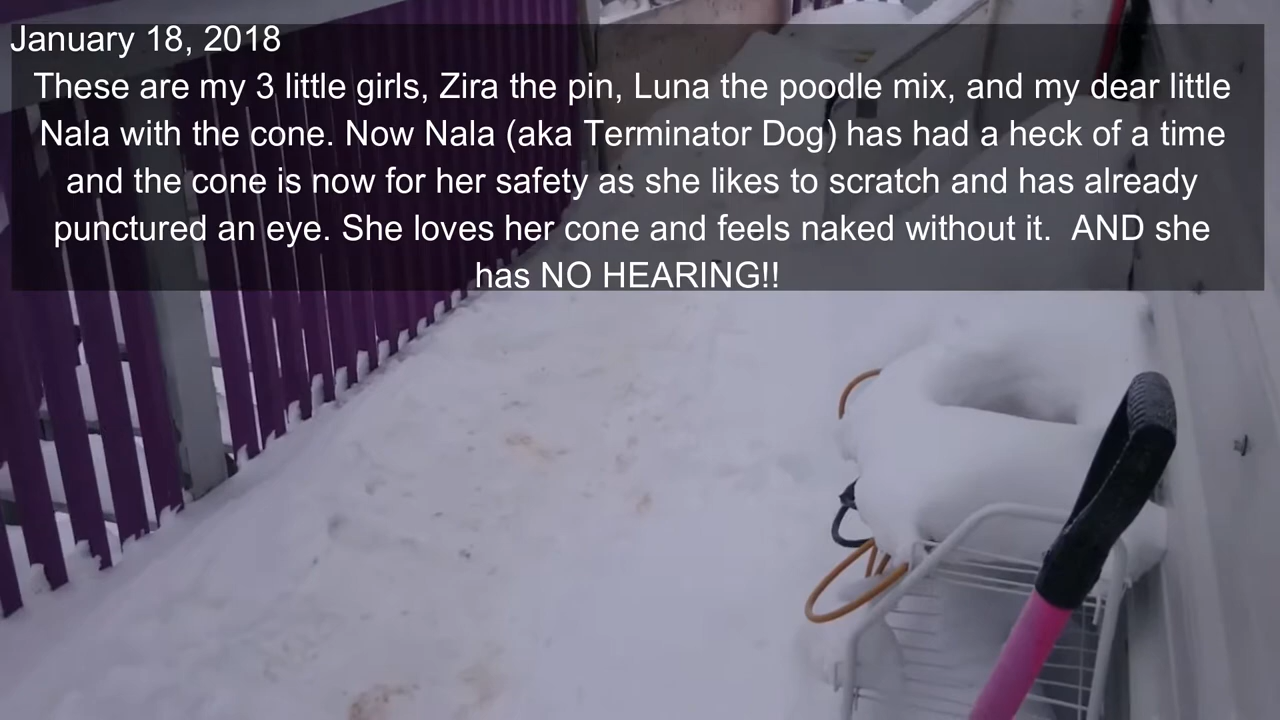 January 18, 2018
These are my 3 little girls, Zira the pin, Luna the poodle mix, and my dear little
Nala with the cone. Now Nala (aka Terminator Dog) has had a heck of a time
and the cone is now for her safety as she likes to scratch and has already
punctured an eye. She loves her cone and feels naked without it.  AND she
has NO HEARING!!